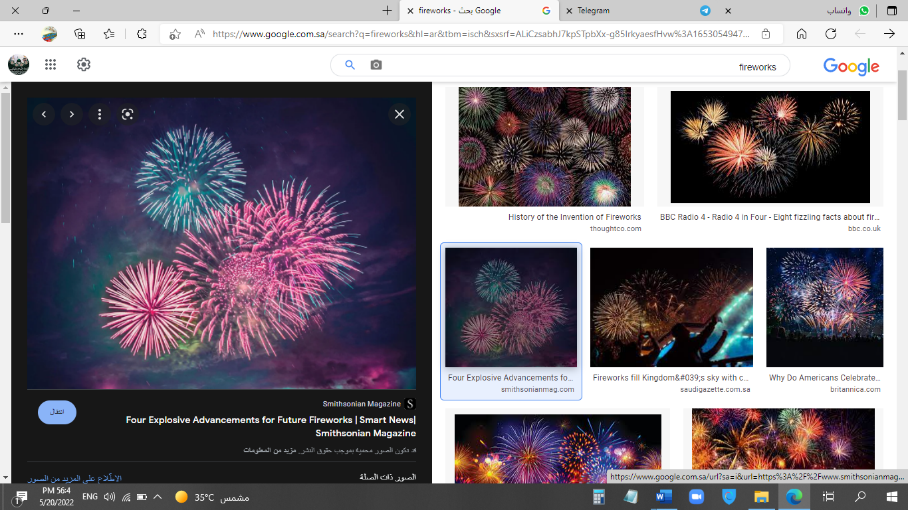 fireworks - بحث Google
Telegram
واتساب
https://www.google.com.sa/search?q=fireworks&hl=ar&tbm=isch&sxsrf=ALiCzsabhJ7kpSTpbXx-g85IrkyaesfHvw%3A1653054947...
fireworks
Google
History of the Invention of Fireworks
thoughtco.com
BBC Radio 4 - Radio 4 in Four - Eight fizzling facts about fir...
bbc.co.uk
Four Explosive Advancements fo...
smithsonianmag.com
Fireworks fill Kingdom&#039;s sky with c...
saudigazette.com.sa
Why Do Americans Celebrate...
britannica.com
Smithsonian Magazine
انتقال
Four Explosive Advancements for Future Fireworks | Smart News|
Smithsonian Magazine
قد تكون الصور محمية بموجب حقوق النشر. مزيد من المعلومات
الصور ذات الصلة
الاطّلاع على المزيد من الصور
https://www.google.com.sa/url?sa=i&url=https%3A%2F%2Fwww.smithsonianmag...
PM 56:4
5/20/2022
ENG
35°C
مشمس